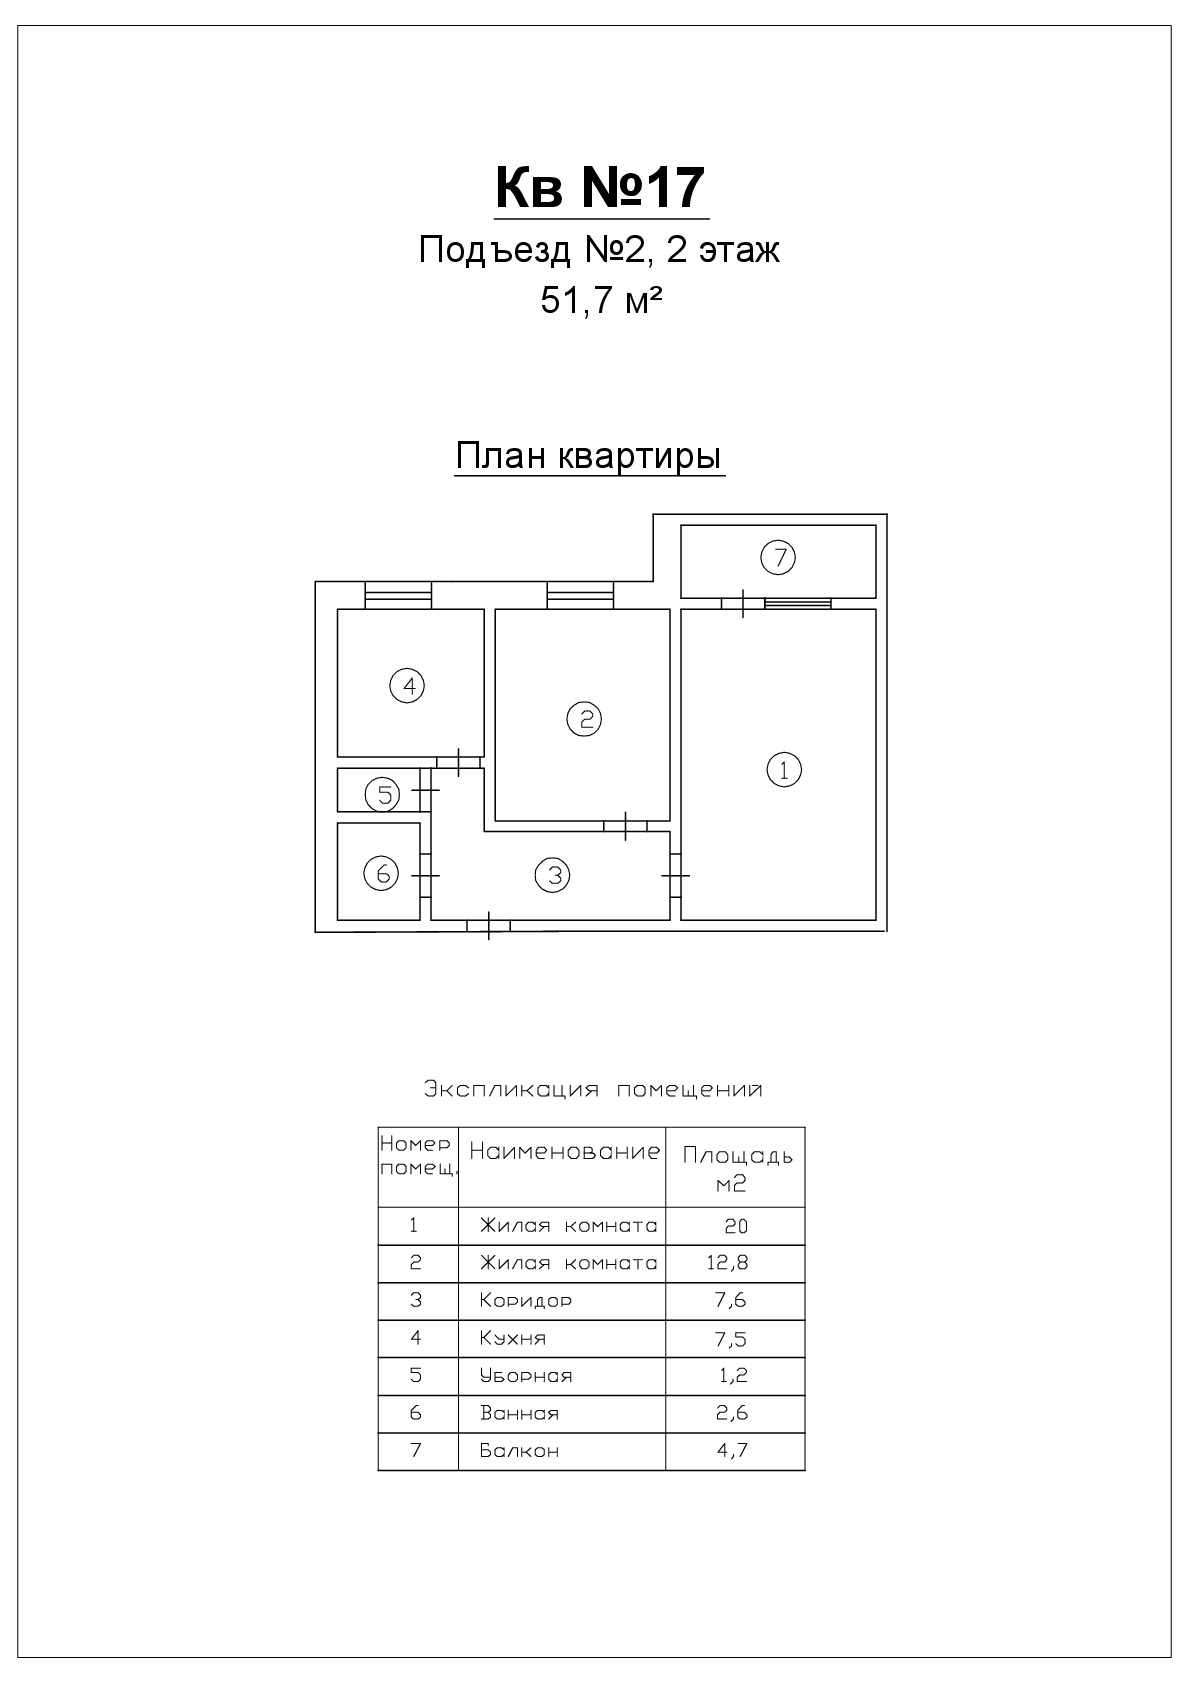 Кв №17
Подъезд №2, 2 этаж
51,7 м²
План квартиры
7
4
2
1
5
6
3
Экспликация помещений
Номер помещ. Наименование Площадь м2
1 Жилая комната 20
2 Жилая комната 12,8
3 Коридор 7,6
4 Кухня 7,5
5 Уборная 1,2
6 Ванная 2,6
7 Балкон 4,7